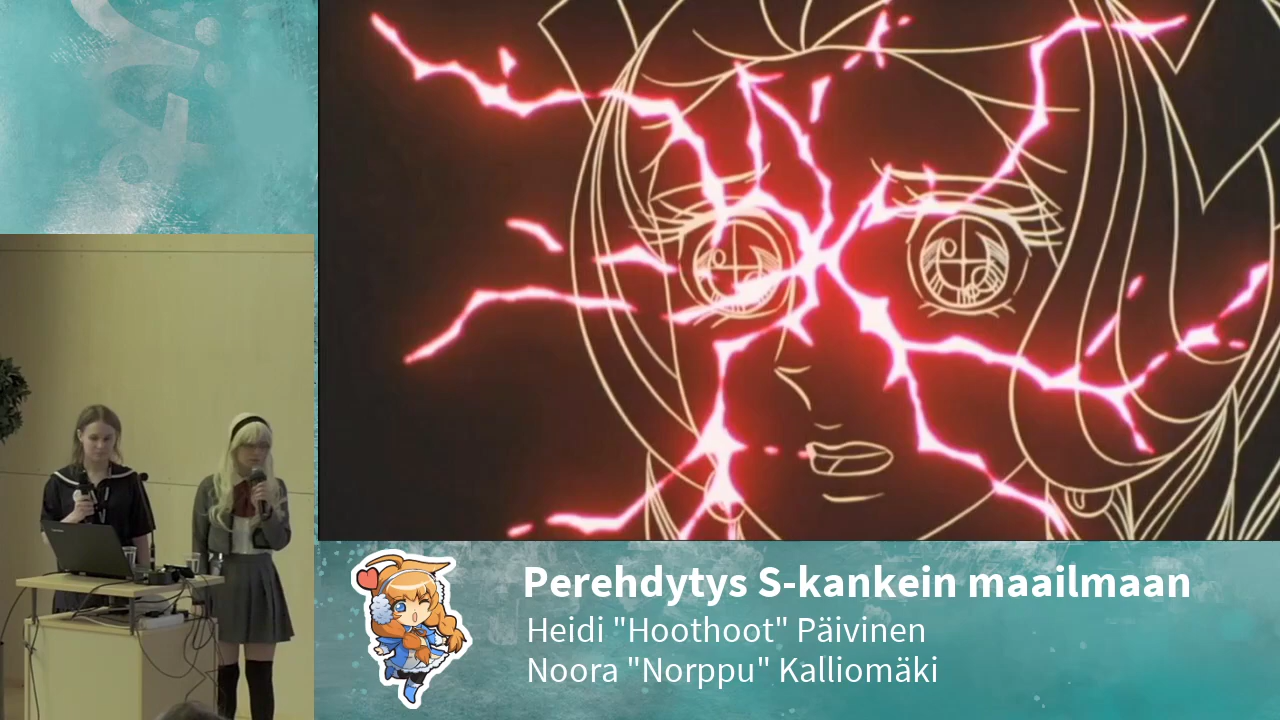 Perehdytys S-kankein maailmaan
Heidi "Hoothoot" Päivinen
Noora "Norppu" Kalliomäki